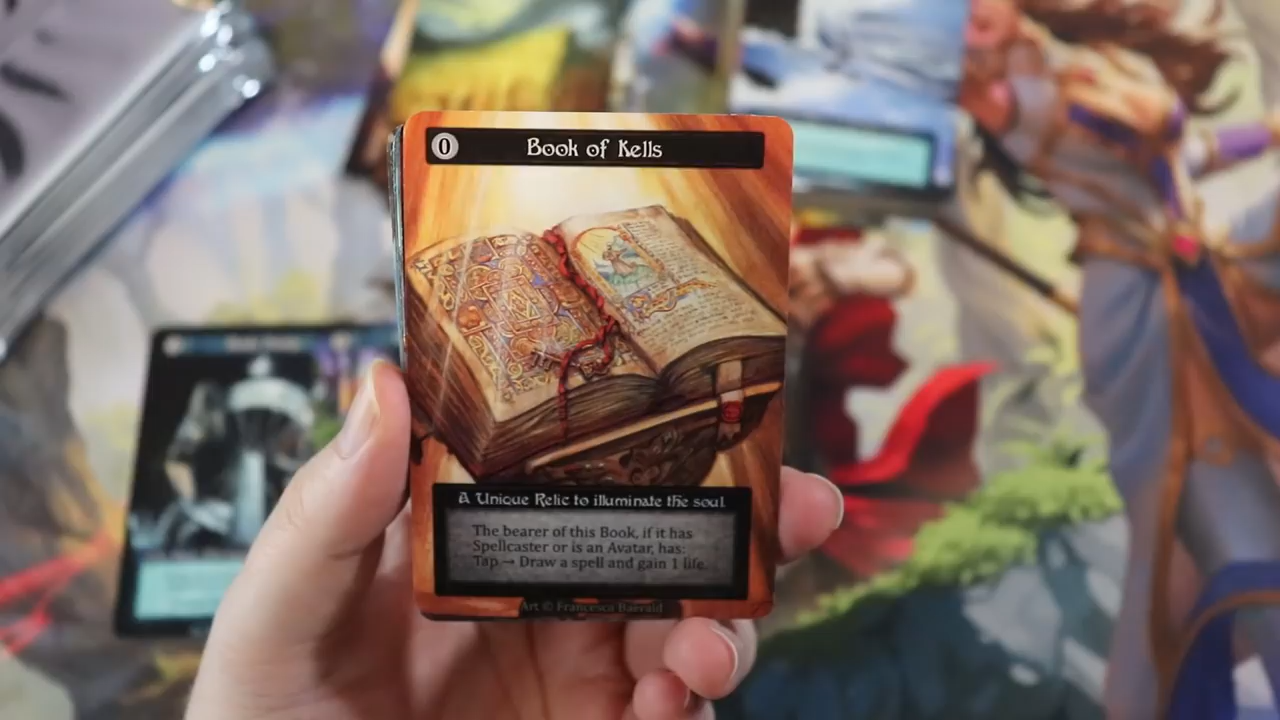 0
Book of Kells
A Unique Relic to illuminate the soul
The bearer of this Book, if it has
Spellcaster or is an Avatar, has:
Tap → Draw a spell and gain 1 life.
Art © Francesca Baerald